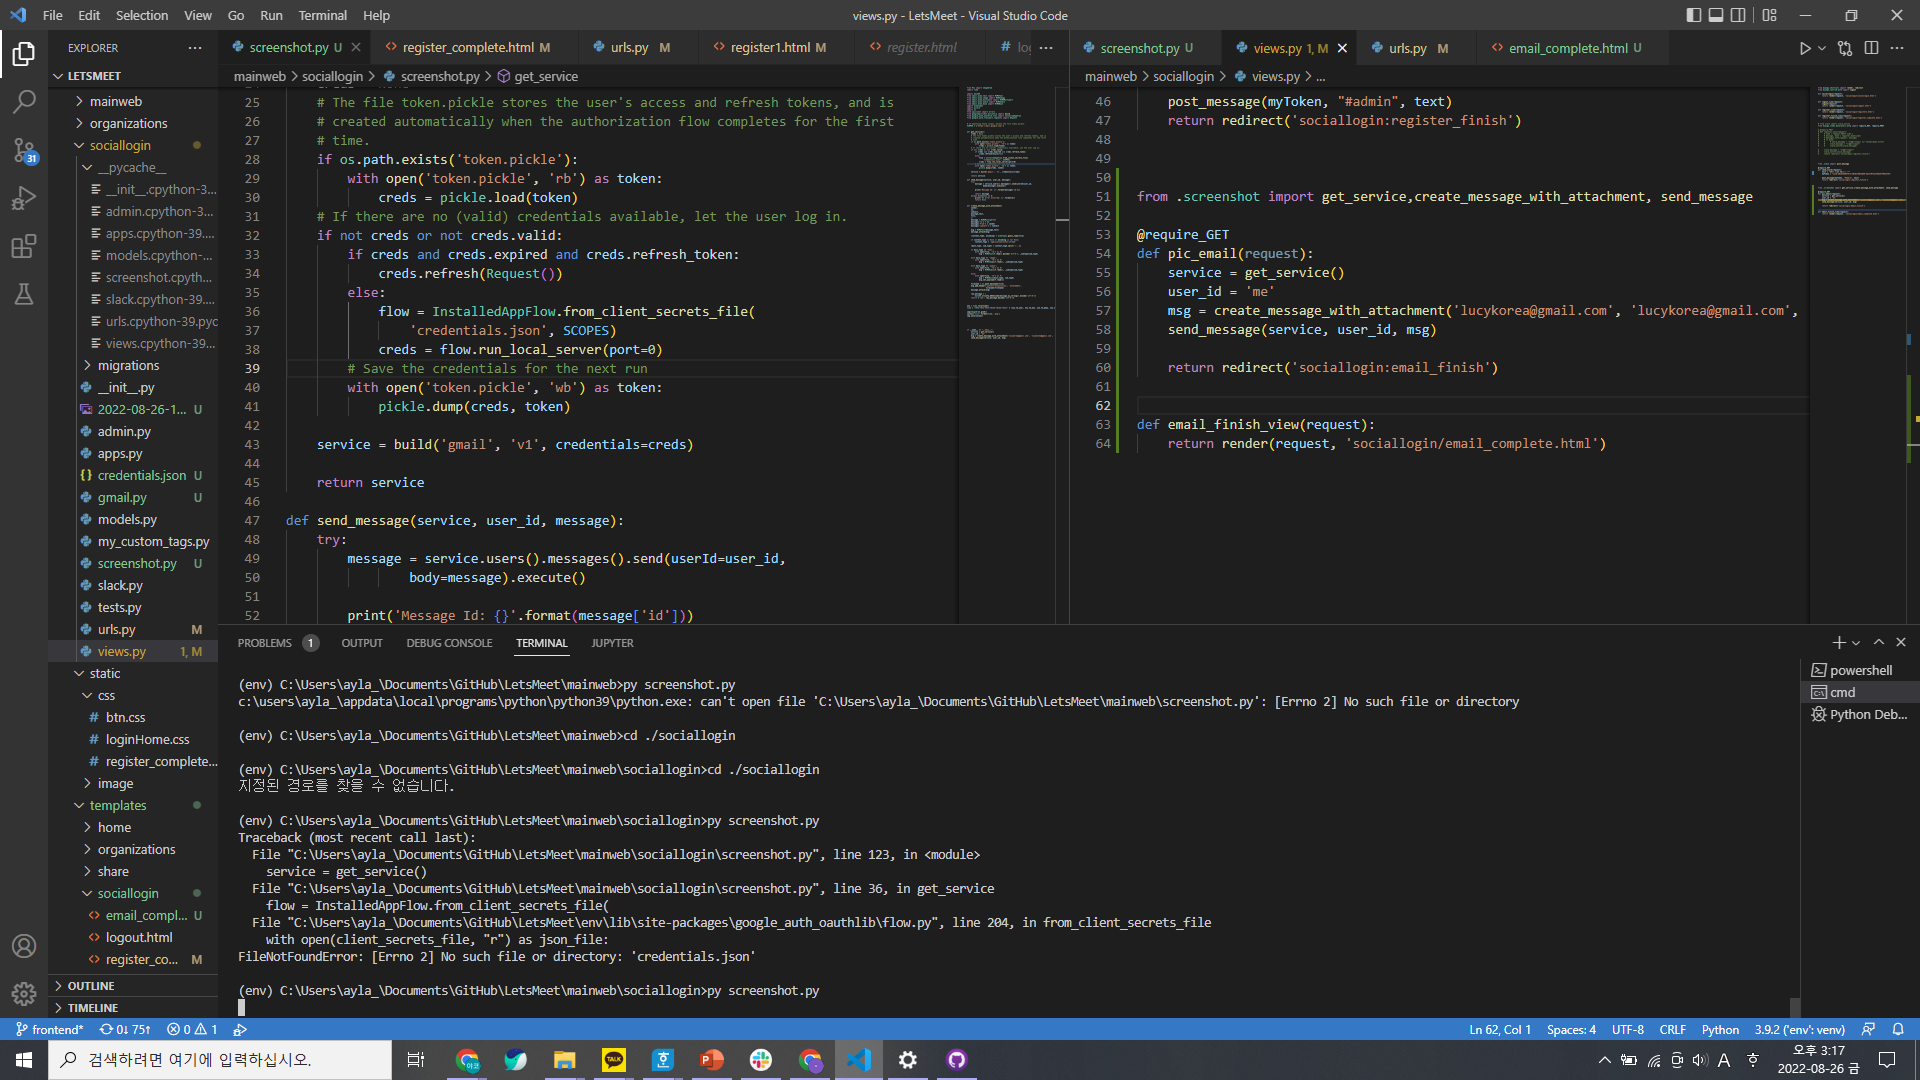 File Edit Selection View Go Run Terminal Help
views.py - LetsMeet - Visual Studio Code
EXPLORER
LETSMEET
mainweb
organizations
sociallogin
__pycache__
__init__.cpython-3...
admin.cpython-3...
apps.cpython-39....
models.cpython-...
screenshot.cpyth...
slack.cpython-39....
urls.cpython-39.pyc
views.cpython-39...
migrations
__init__.py
2022-08-26-1... U
admin.py
apps.py
credentials.json U
gmail.py U
models.py
my_custom_tags.py
screenshot.py U
slack.py
tests.py
urls.py M
views.py 1, M
static
css
btn.css
loginHome.css
register_complete...
image
templates
home
organizations
share
sociallogin
email_compl... U
logout.html
register_co... M
OUTLINE
TIMELINE
31
screenshot.py U
register_complete.html M
urls.py M
register1.html M
register.html
mainweb > sociallogin > screenshot.py > get_service
25 # The file token.pickle stores the user's access and refresh tokens, and is
26 # created automatically when the authorization flow completes for the first
27 # time.
28 if os.path.exists('token.pickle'):
29 with open('token.pickle', 'rb') as token:
30 creds = pickle.load(token)
31 # If there are no (valid) credentials available, let the user log in.
32 if not creds or not creds.valid:
33 if creds and creds.expired and creds.refresh_token:
34 creds.refresh(Request())
35 else:
36 flow = InstalledAppFlow.from_client_secrets_file(
37 'credentials.json', SCOPES)
38 creds = flow.run_local_server(port=0)
39 # Save the credentials for the next run
40 with open('token.pickle', 'wb') as token:
41 pickle.dump(creds, token)
42
43 service = build('gmail', 'v1', credentials=creds)
44
45 return service
46
47 def send_message(service, user_id, message):
48 try:
49 message = service.users().messages().send(userId=user_id,
50 body=message).execute()
51
52 print('Message Id: {}'.format(message['id']))
screenshot.py U
views.py 1, M
urls.py M
email_complete.html U
mainweb > sociallogin > views.py > ...
46 post_message(myToken, "#admin", text)
47 return redirect('sociallogin:register_finish')
48
49
50
51 from .screenshot import get_service,create_message_with_attachment, send_message
52
53 @require_GET
54 def pic_email(request):
55 service = get_service()
56 user_id = 'me'
57 msg = create_message_with_attachment('lucykorea@gmail.com', 'lucykorea@gmail.com',
58 send_message(service, user_id, msg)
59
60 return redirect('sociallogin:email_finish')
61
62
63 def email_finish_view(request):
64 return render(request, 'sociallogin/email_complete.html')
PROBLEMS 1 OUTPUT DEBUG CONSOLE TERMINAL JUPYTER
(env) C:\Users\ayla_\Documents\GitHub\LetsMeet\mainweb>py screenshot.py
c:\users\ayla_\appdata\local\programs\python\python39\python.exe: can't open file 'C:\Users\ayla_\Documents\GitHub\LetsMeet\mainweb\screenshot.py': [Errno 2] No such file or directory
(env) C:\Users\ayla_\Documents\GitHub\LetsMeet\mainweb>cd ./sociallogin
(env) C:\Users\ayla_\Documents\GitHub\LetsMeet\mainweb\sociallogin>cd ./sociallogin
지정된 경로를 찾을 수 없습니다.
(env) C:\Users\ayla_\Documents\GitHub\LetsMeet\mainweb\sociallogin>py screenshot.py
Traceback (most recent call last):
File "C:\Users\ayla_\Documents\GitHub\LetsMeet\mainweb\sociallogin\screenshot.py", line 123, in <module>
service = get_service()
File "C:\Users\ayla_\Documents\GitHub\LetsMeet\mainweb\sociallogin\screenshot.py", line 36, in get_service
flow = InstalledAppFlow.from_client_secrets_file(
File "C:\Users\ayla_\Documents\GitHub\LetsMeet\env\lib\site-packages\google_auth_oauthlib\flow.py", line 204, in from_client_secrets_file
with open(client_secrets_file, "r") as json_file:
FileNotFoundError: [Errno 2] No such file or directory: 'credentials.json'
(env) C:\Users\ayla_\Documents\GitHub\LetsMeet\mainweb\sociallogin>py screenshot.py
powershell
cmd
Python Deb...
frontend* 0↓ 75↑ 0 1
Ln 62, Col 1 Spaces: 4 UTF-8 CRLF Python 3.9.2 ('env': venv)
검색하려면 여기에 입력하십시오.
TALK
A
오후 3:17
2022-08-26 금